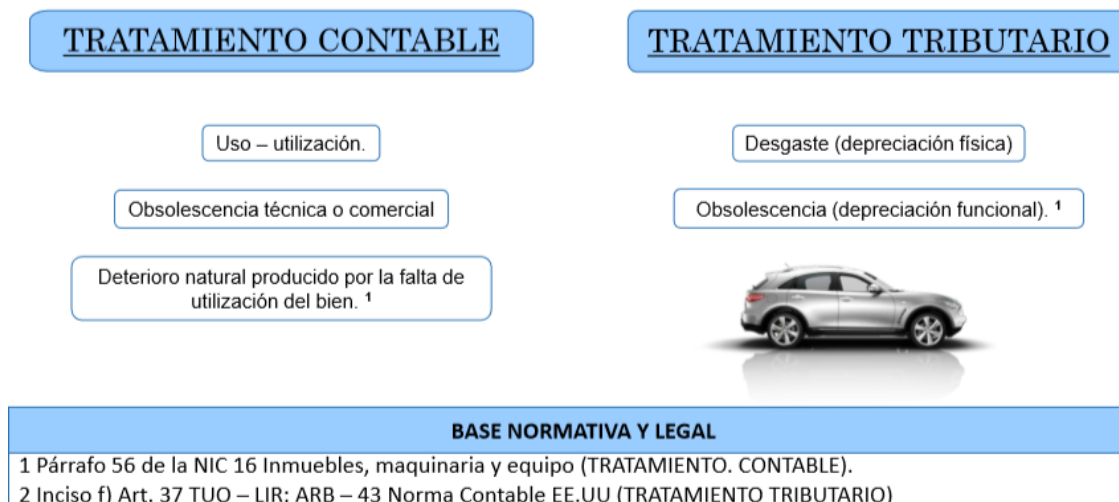 TRATAMIENTO CONTABLE
Uso – utilización.
Obsolescencia técnica o comercial
Deterioro natural producido por la falta de
utilización del bien. ¹
TRATAMIENTO TRIBUTARIO
Desgaste (depreciación física)
Obsolescencia (depreciación funcional). ¹
BASE NORMATIVA Y LEGAL
1 Párrafo 56 de la NIC 16 Inmuebles, maquinaria y equipo (TRATAMIENTO. CONTABLE).
2 Inciso f) Art. 37 TUO – LIR; ARB – 43 Norma Contable EE.UU (TRATAMIENTO TRIBUTARIO)